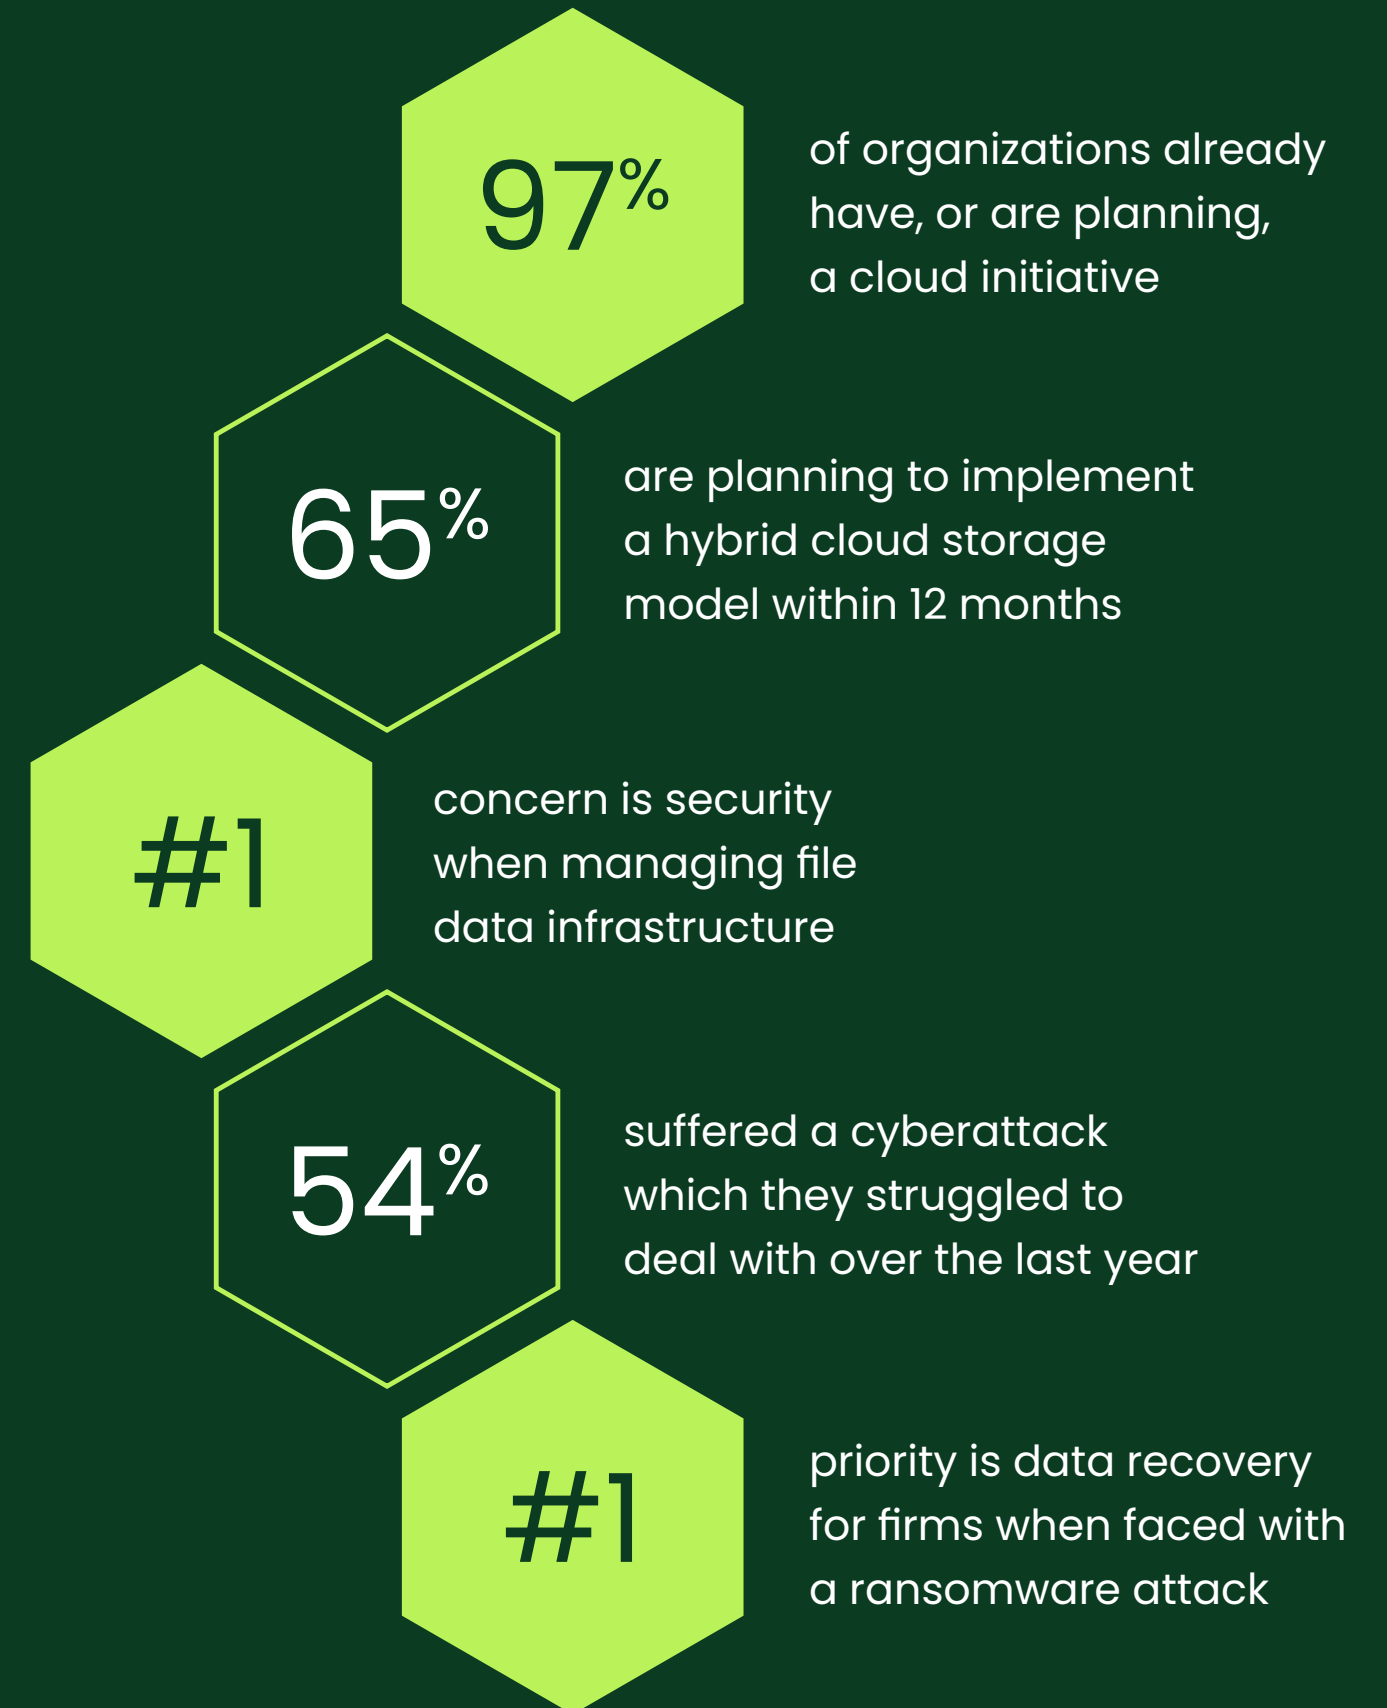 97%
of organizations already
have, or are planning,
a cloud initiative
65%
are planning to implement
a hybrid cloud storage
model within 12 months
#1
concern is security
when managing file
data infrastructure
54%
suffered a cyberattack
which they struggled to
deal with over the last year
#1
priority is data recovery
for firms when faced with
a ransomware attack